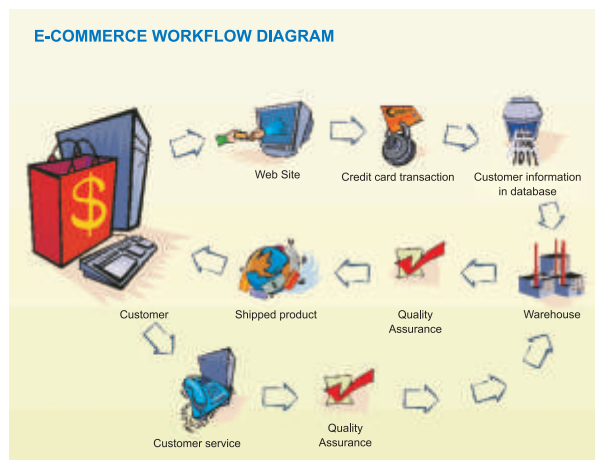 E-COMMERCE WORKFLOW DIAGRAM
$
Web Site
Credit card transaction
Customer information
in database
Customer
Shipped product
Quality
Assurance
Warehouse
Customer service
Quality
Assurance